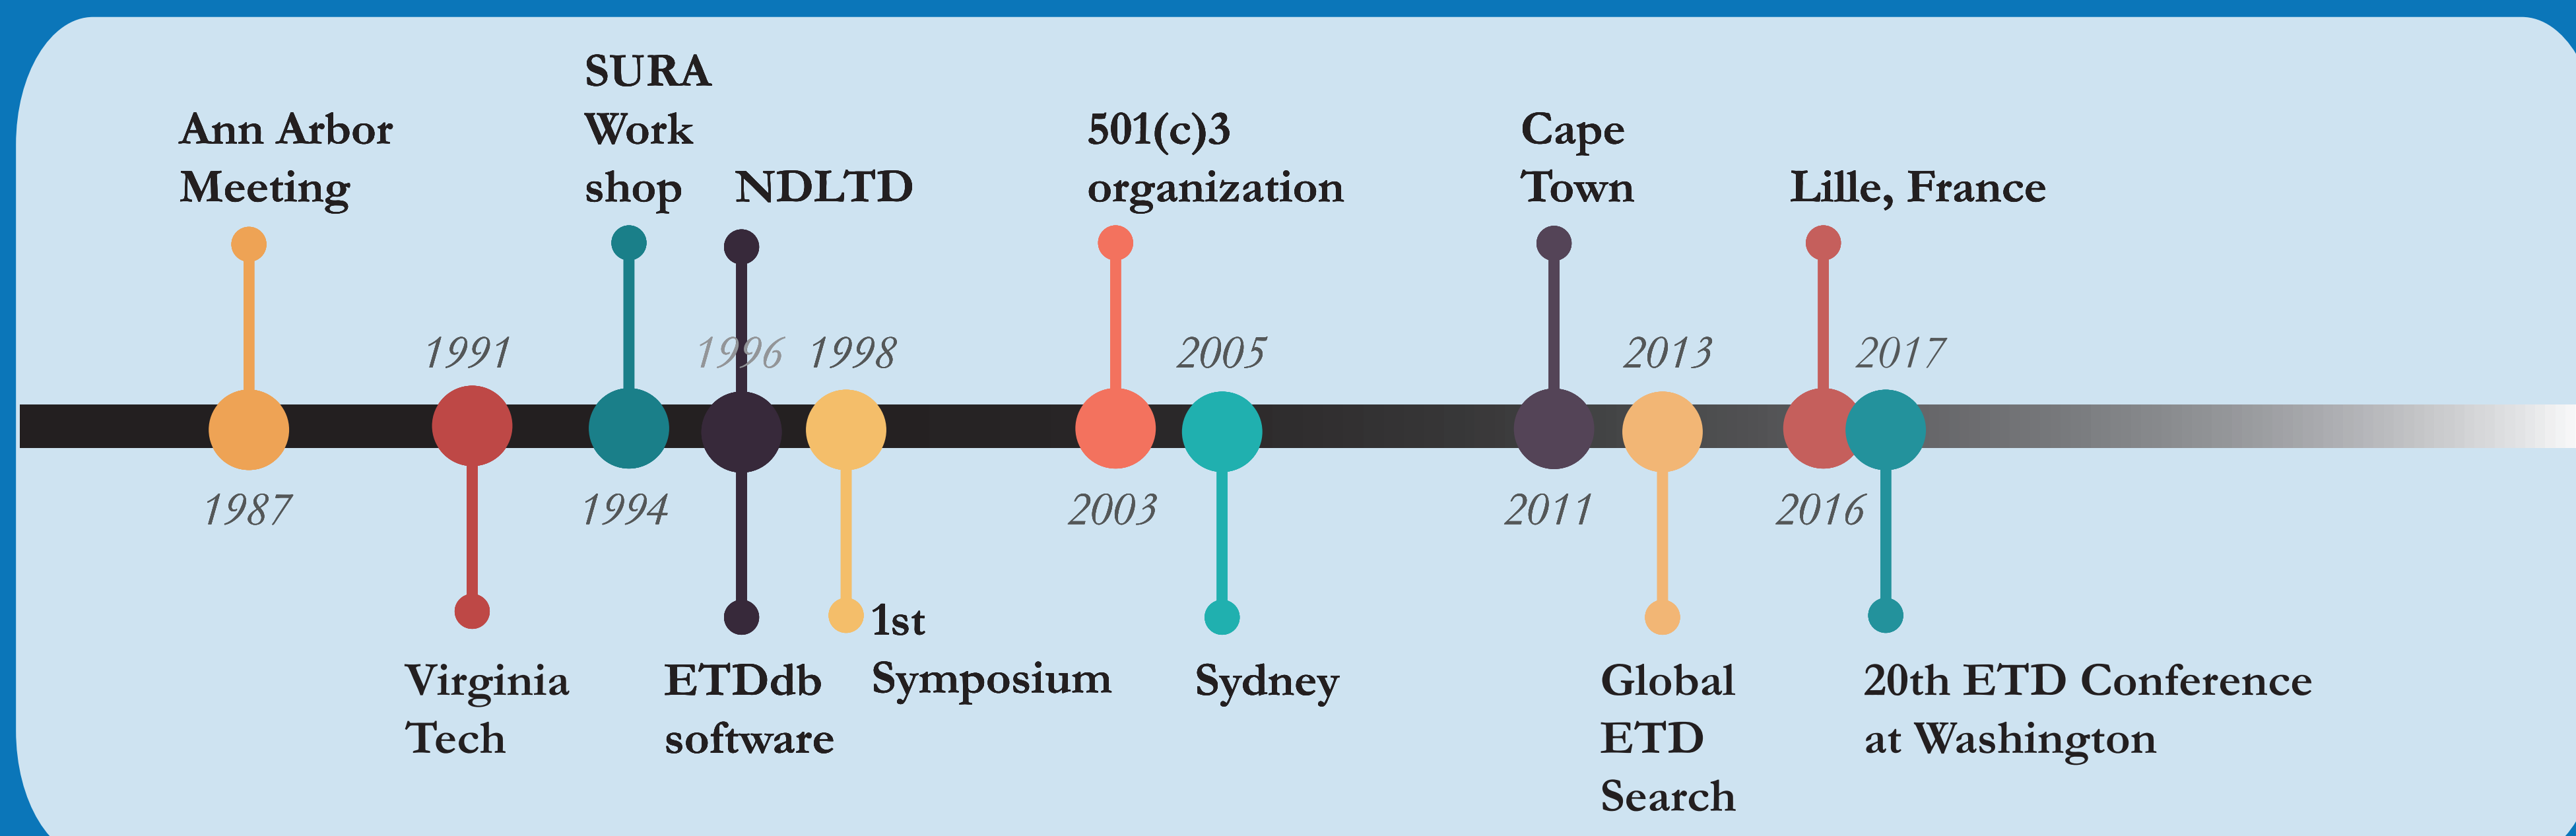 SURA
Ann Arbor
Work
501(c)3
Cape
Meeting
shop
NDLTD
organization
Town
Lille, France
1991
1996
1998
2005
2013
2017
1987
1994
2003
2011
2016
1st
Virginia
ETDdb
Symposium
Sydney
Global
20th ETD Conference
Tech
software
ETD
at Washington
Search